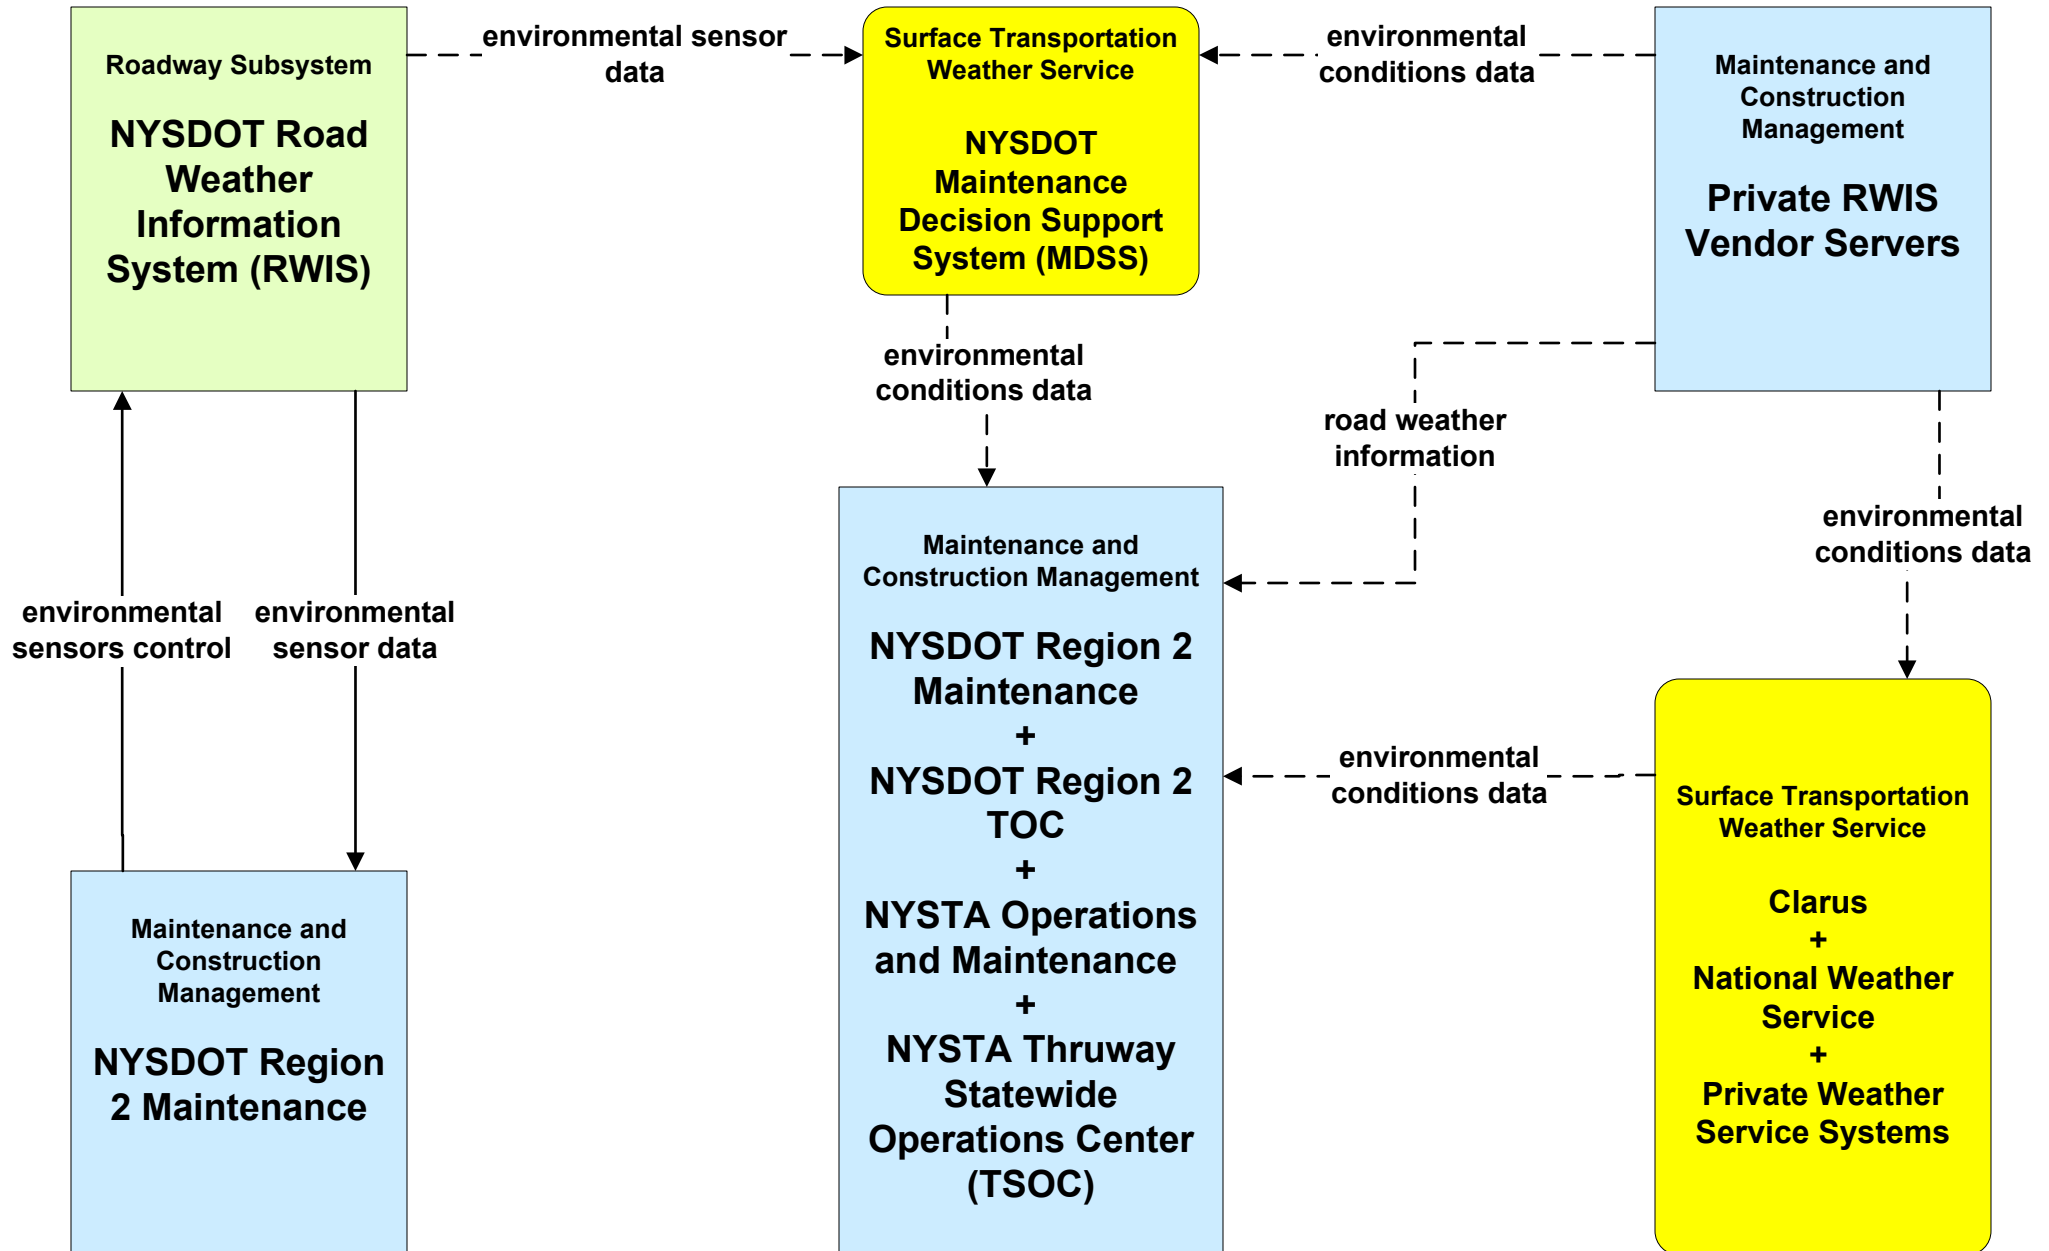 Roadway Subsystem
NYSDOT Road
Weather
Information
System (RWIS)
environmental sensor
data
Surface Transportation
Weather Service
NYSDOT
Maintenance
Decision Support
System (MDSS)
environmental
conditions data
Maintenance and
Construction
Management
Private RWIS
Vendor Servers
environmental
conditions data
road weather
information
environmental
conditions data
environmental
sensors control
environmental
sensor data
Maintenance and
Construction Management
NYSDOT Region 2
Maintenance
+
NYSDOT Region 2
TOC
+
NYSTA Operations
and Maintenance
+
NYSTA Thruway
Statewide
Operations Center
(TSOC)
environmental
conditions data
Surface Transportation
Weather Service
Clarus
+
National Weather
Service
+
Private Weather
Service Systems
Maintenance and
Construction
Management
NYSDOT Region
2 Maintenance